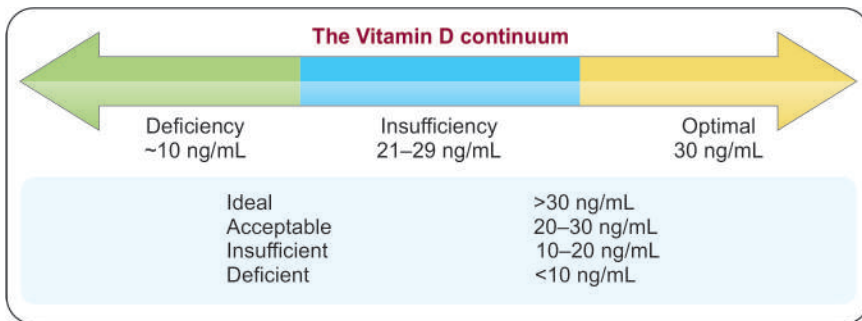 The Vitamin D continuum
Deficiency Insufficiency Optimal
~10 ng/mL 21–29 ng/mL 30 ng/mL
Ideal >30 ng/mL
Acceptable 20–30 ng/mL
Insufficient 10–20 ng/mL
Deficient <10 ng/mL